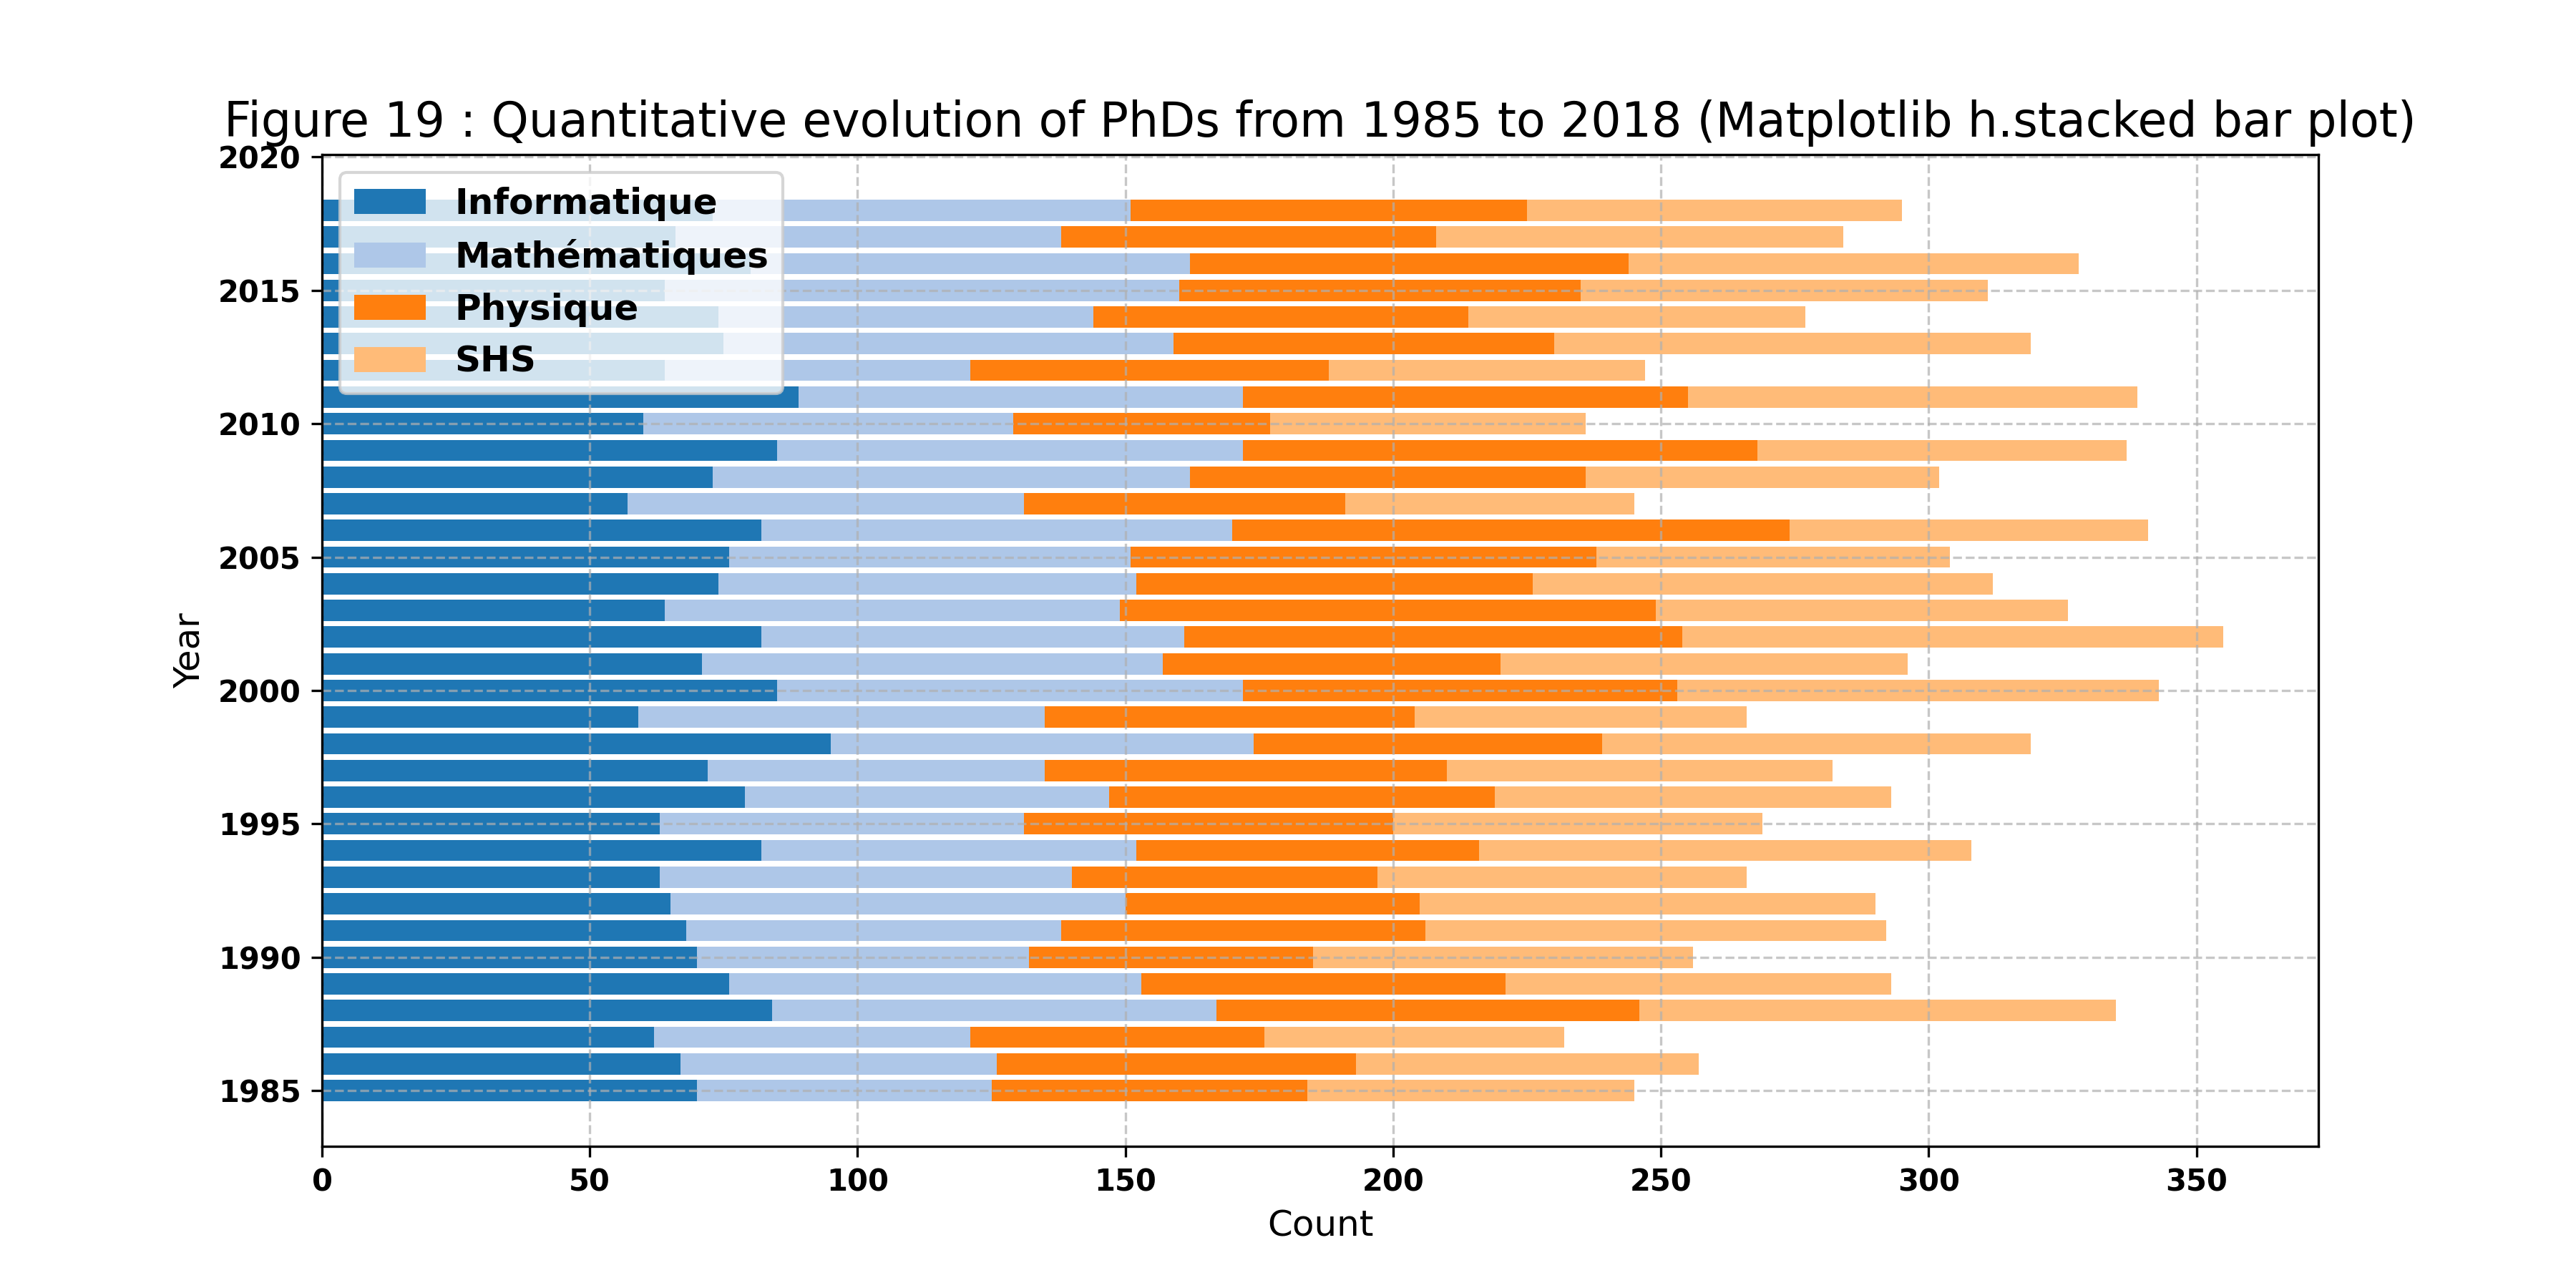 Figure 19 : Quantitative evolution of PhDs from 1985 to 2018 (Matplotlib h.stacked bar plot)
2020
Informatique
Mathématiques
Physique
SHS
2015
2010
2005
2000
1995
1990
1985
Year
0 50 100 150 200 250 300 350
Count